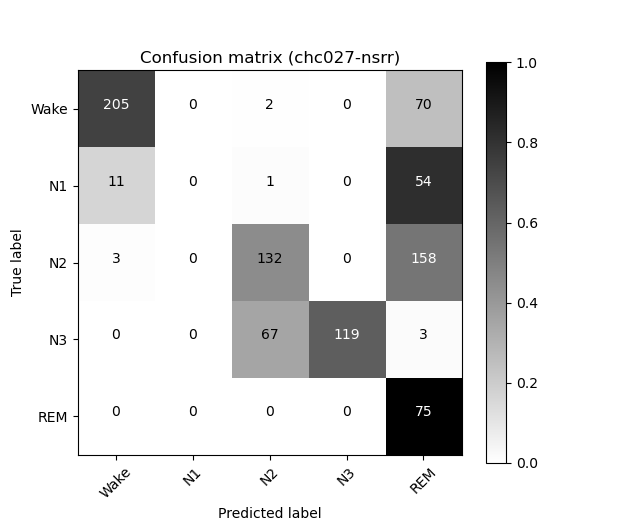 Confusion matrix (chc027-nsrr)
1.0
Wake 205 0 2 0 70
0.8
N1 11 0 1 0 54
0.6
True label
N2 3 0 132 0 158
0.4
N3 0 0 67 119 3
0.2
REM 0 0 0 0 75
0.0
Wake N1 N2 N3 REM
Predicted label